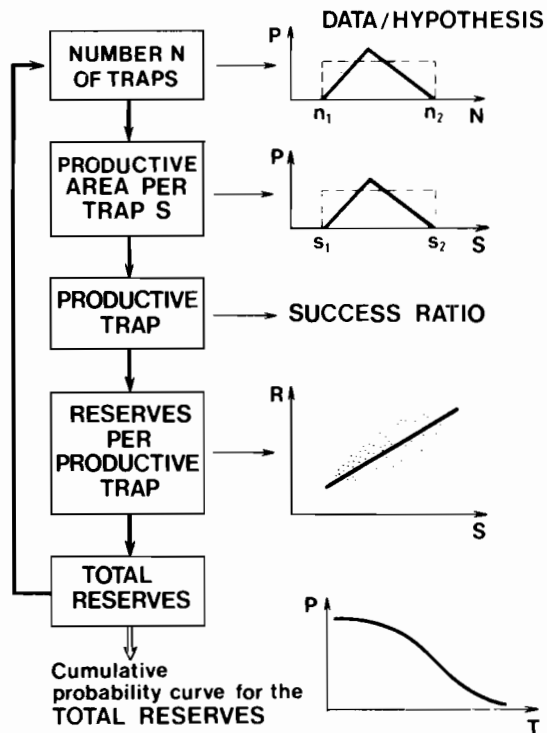 DATA/HYPOTHESIS
NUMBER N
OF TRAPS
P
n1
n2
N
PRODUCTIVE
AREA PER
TRAP S
P
s1
s2
S
PRODUCTIVE
TRAP
SUCCESS RATIO
RESERVES
PER
PRODUCTIVE
TRAP
R
S
TOTAL
RESERVES
P
T
Cumulative
probability curve for the
TOTAL RESERVES